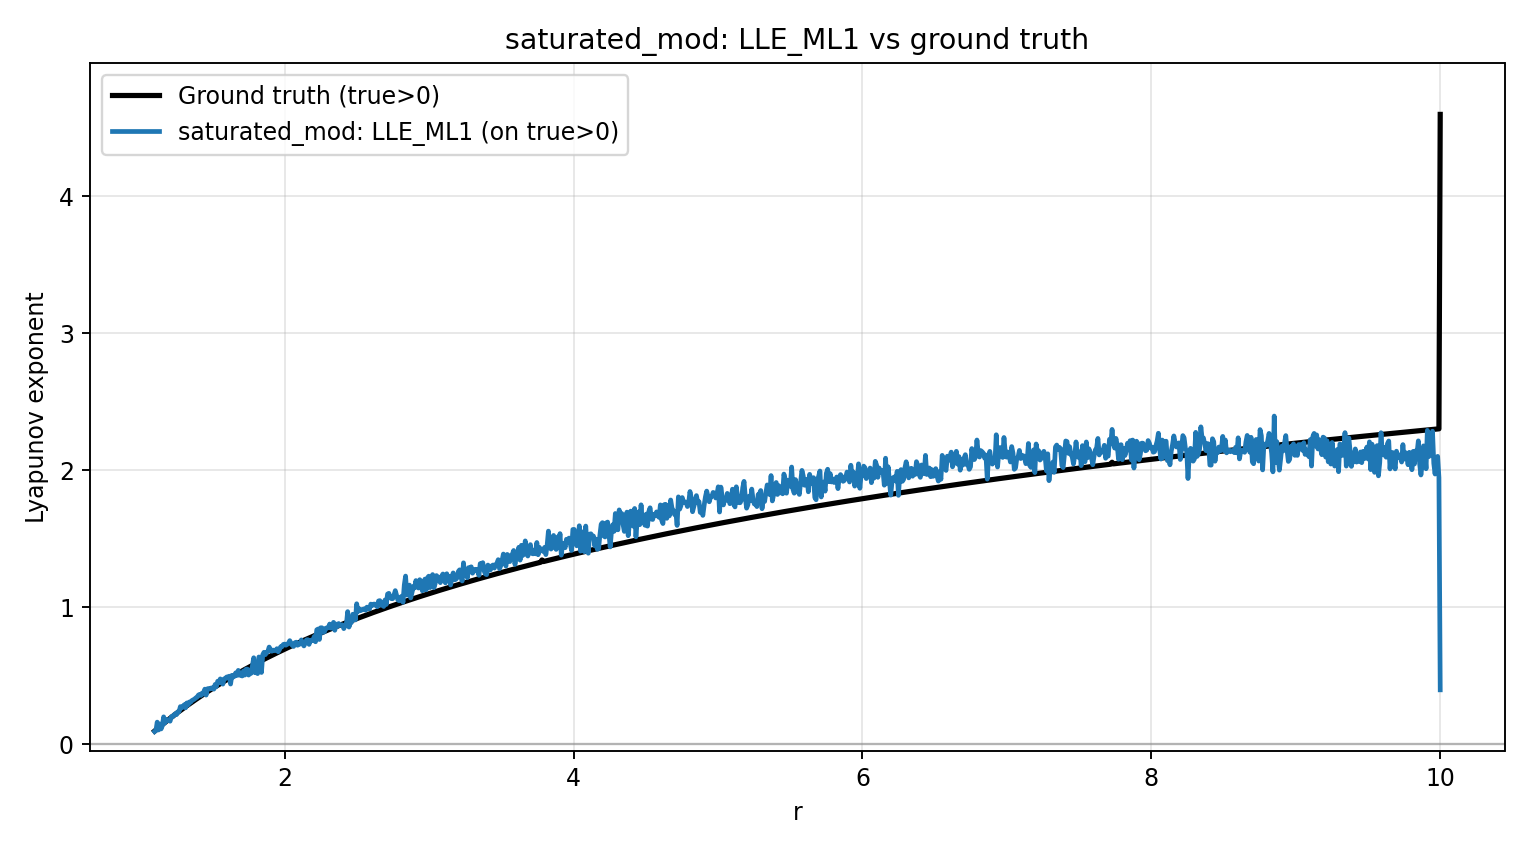 saturated_mod: LLE_ML1 vs ground truth
Ground truth (true>0)
saturated_mod: LLE_ML1 (on true>0)
Lyapunov exponent
4
3
2
1
0
2
4
6
8
10
r